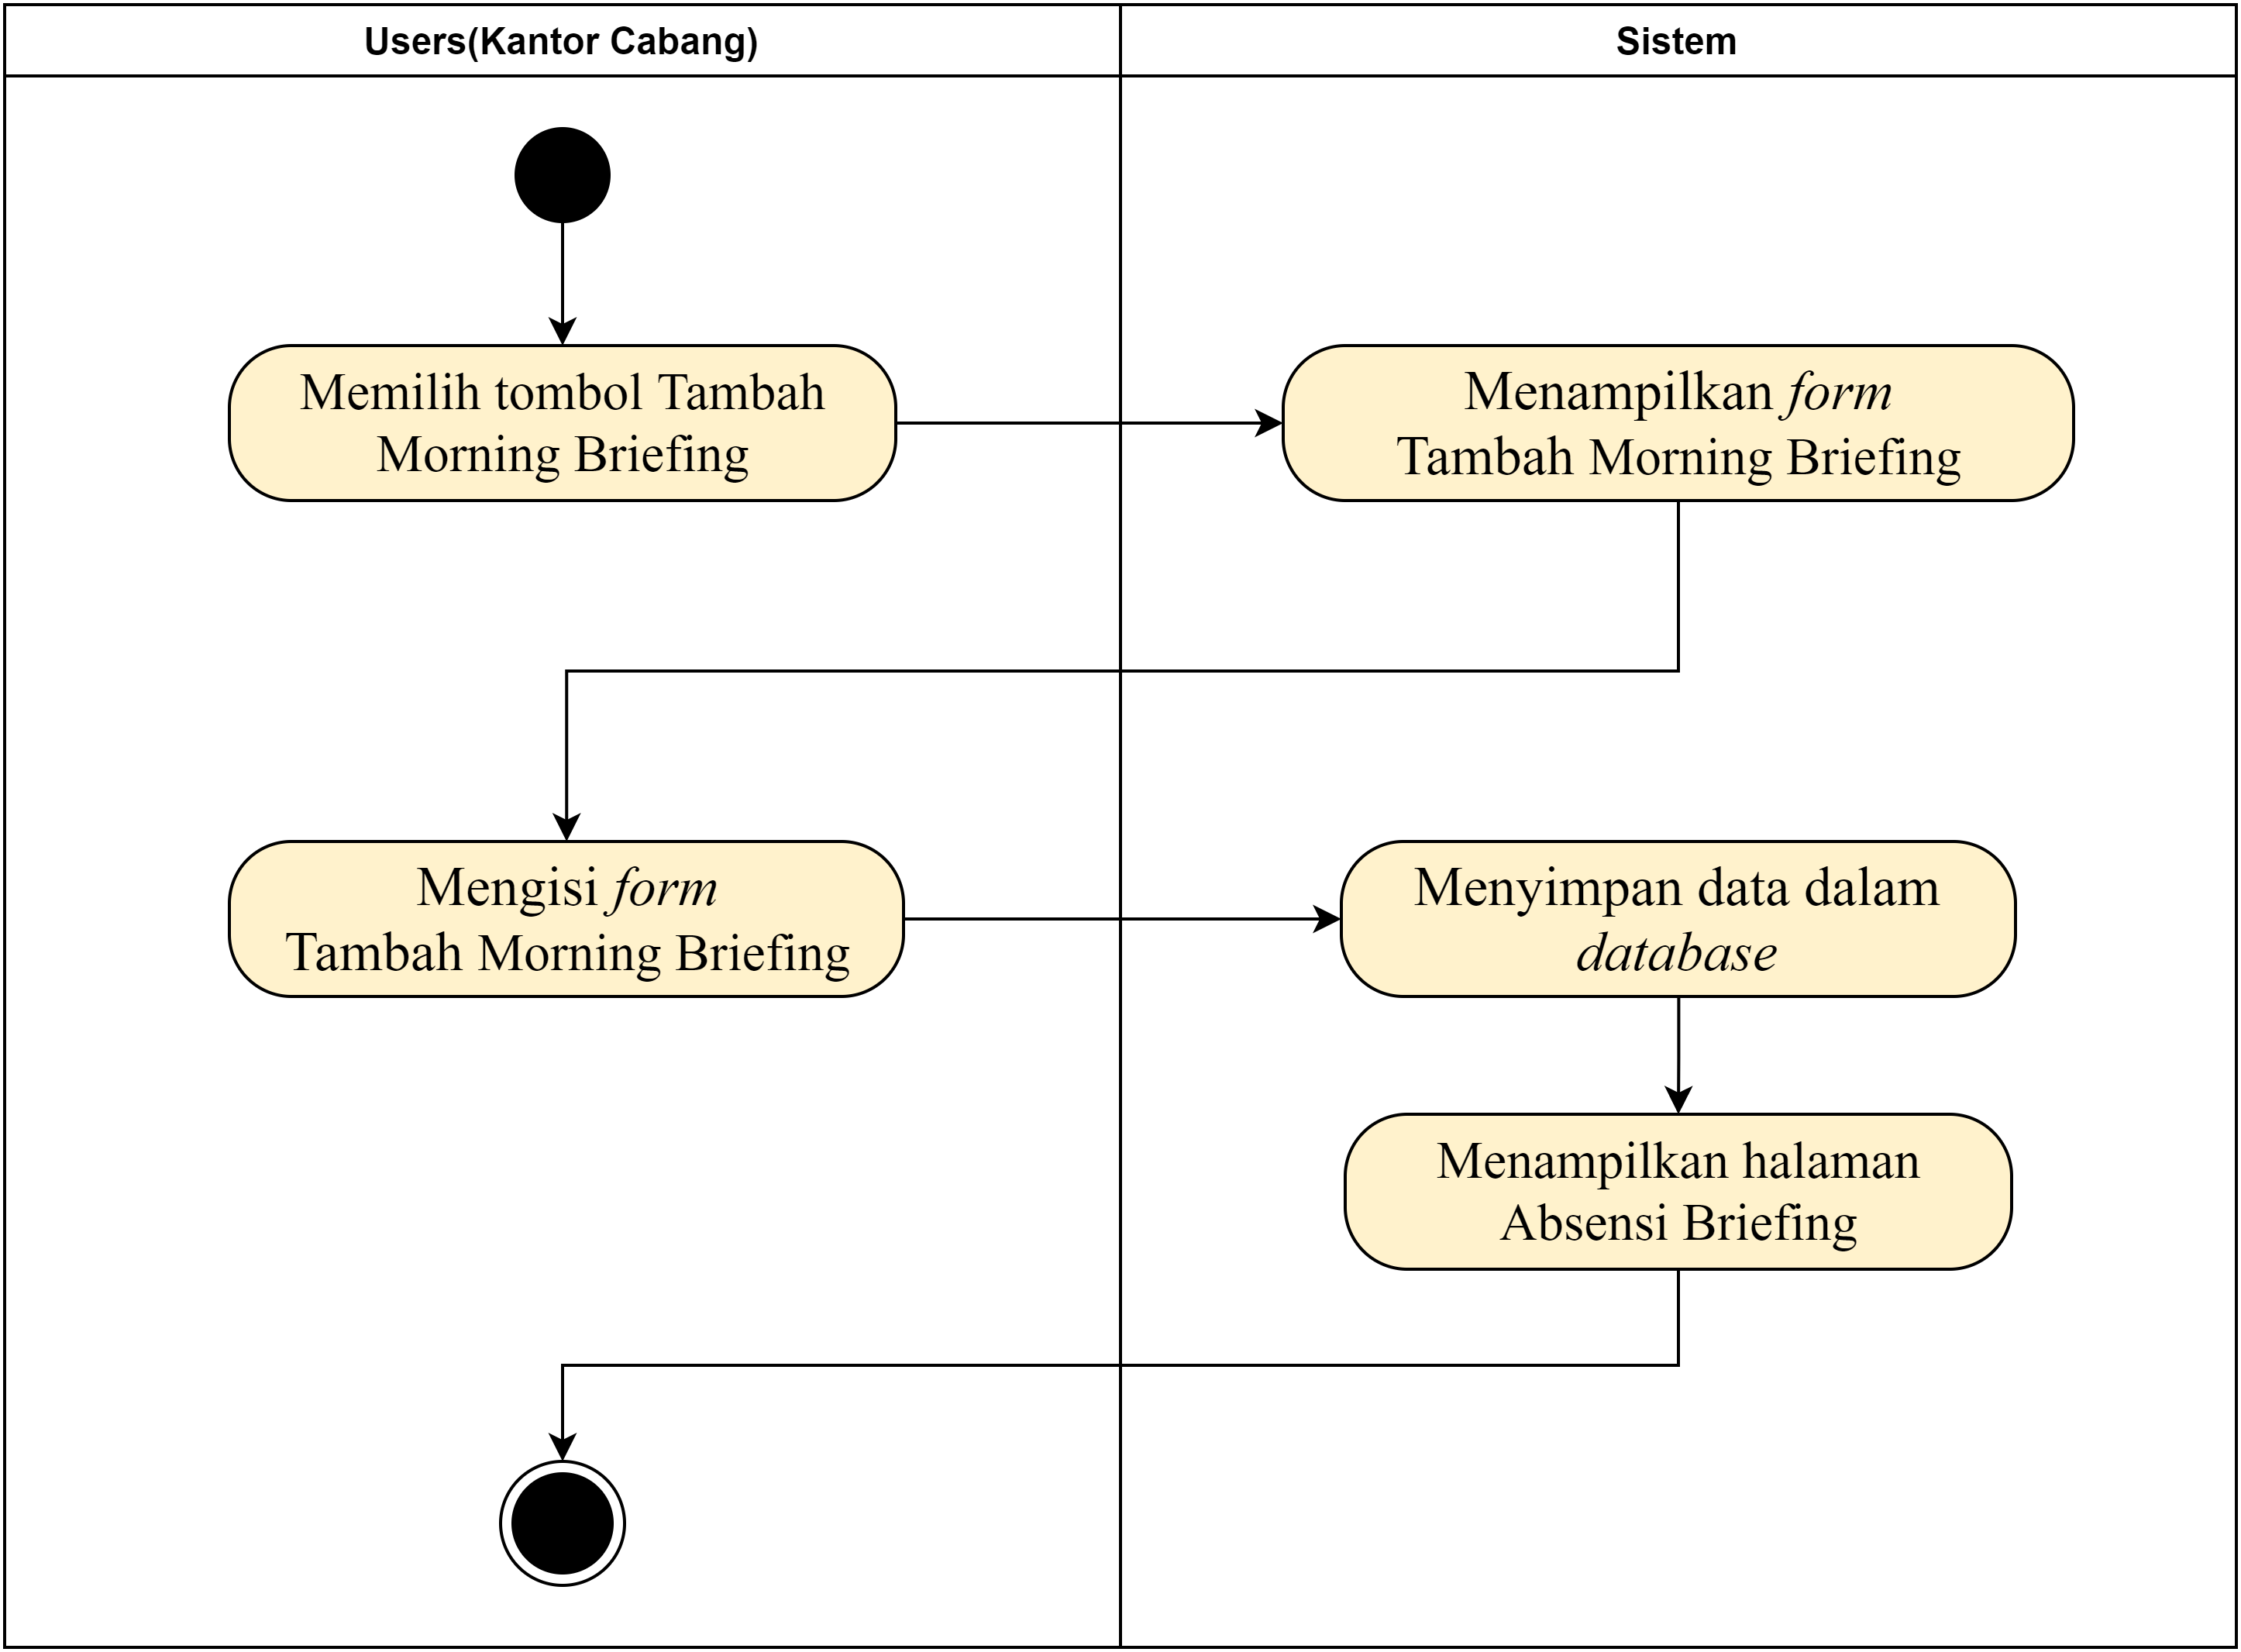 Users(Kantor Cabang)
Sistem
Memilih tombol Tambah
Morning Briefing
Menampilkan form
Tambah Morning Briefing
Mengisi form
Tambah Morning Briefing
Menyimpan data dalam
database
Menampilkan halaman
Absensi Briefing